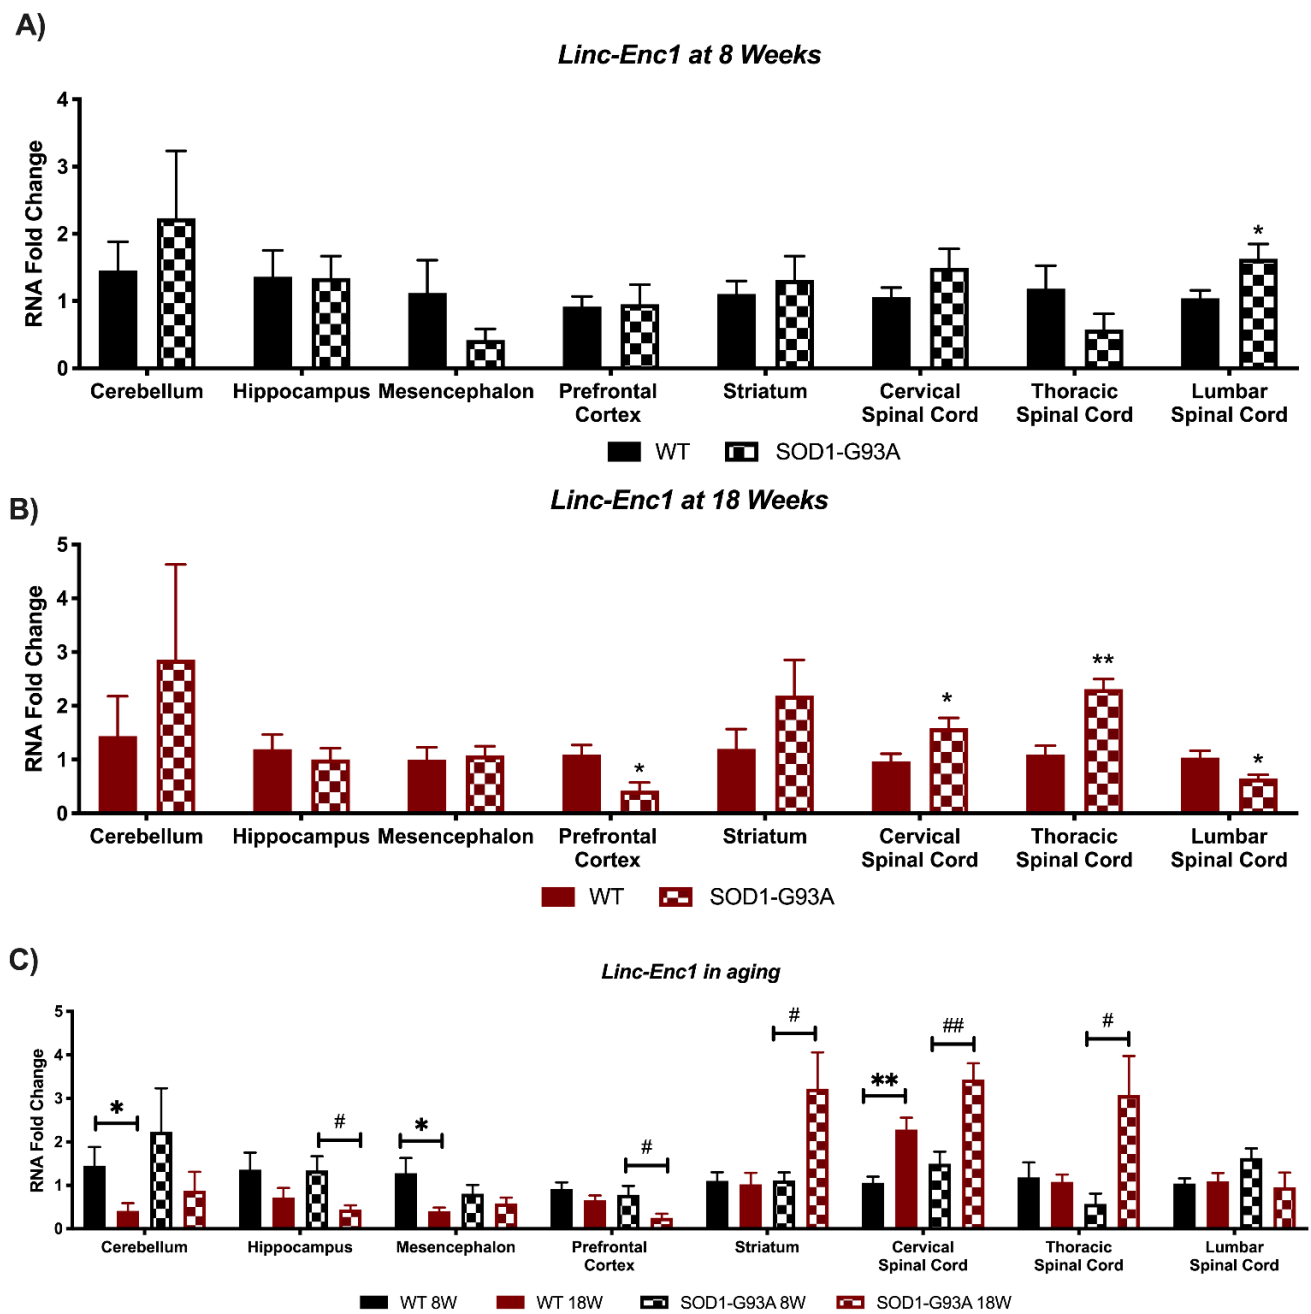 A)
Linc-Enc1 at 8 Weeks
RNA Fold Change
4
3
2
1
0
Cerebellum
Hippocampus
Mesencephalon
Prefrontal
Cortex
Striatum
Cervical
Spinal Cord
Thoracic
Spinal Cord
Lumbar
Spinal Cord
*
WT
SOD1-G93A
B)
Linc-Enc1 at 18 Weeks
RNA Fold Change
5
4
3
2
1
0
*
*
**
*
Cerebellum
Hippocampus
Mesencephalon
Prefrontal
Cortex
Striatum
Cervical
Spinal Cord
Thoracic
Spinal Cord
Lumbar
Spinal Cord
WT
SOD1-G93A
C)
Linc-Enc1 in aging
RNA Fold Change
5
4
3
2
1
0
*
#
*
#
#
**
##
#
Cerebellum
Hippocampus
Mesencephalon
Prefrontal
Cortex
Striatum
Cervical
Spinal Cord
Thoracic
Spinal Cord
Lumbar
Spinal Cord
WT 8W
WT 18W
SOD1-G93A 8W
SOD1-G93A 18W